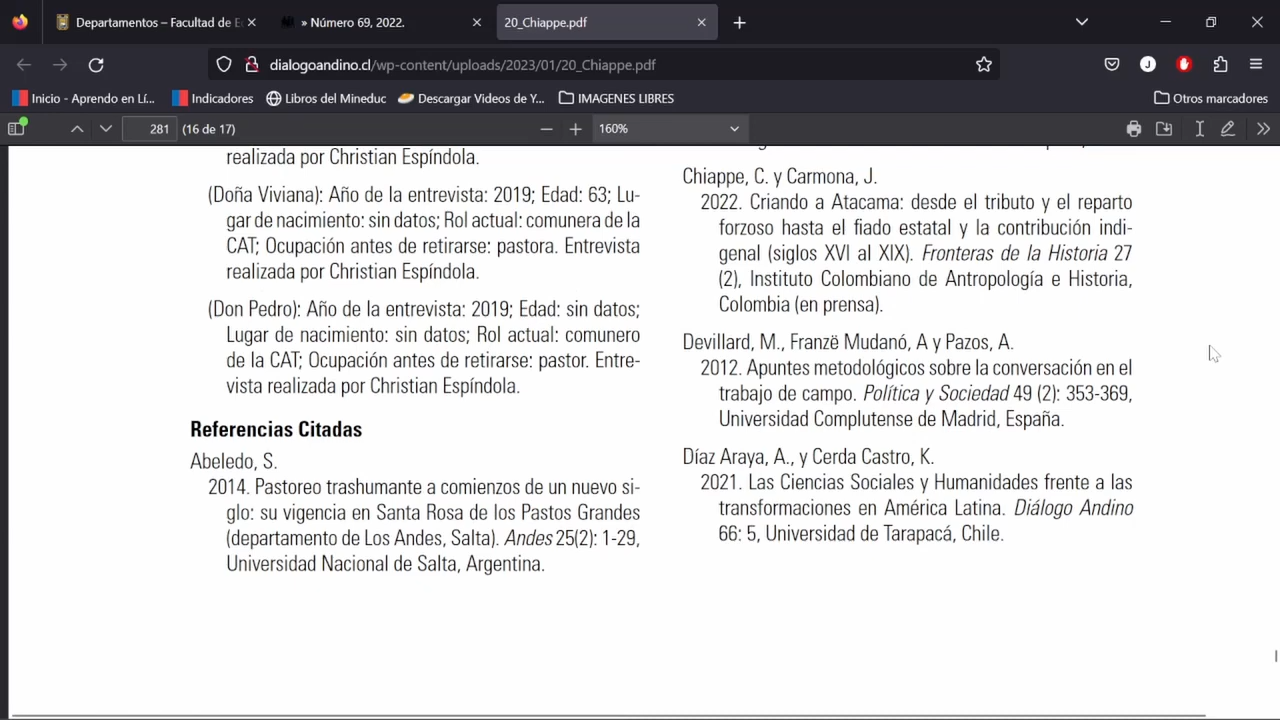 Departamentos – Facultad de E
» Número 69, 2022.
20_Chiappe.pdf
dialogoandino.cl/wp-content/uploads/2023/01/20_Chiappe.pdf
J
Inicio - Aprendo en Lí...
Indicadores
Libros del Mineduc
Descargar Videos de Y...
IMAGENES LIBRES
Otros marcadores
281 (16 de 17)
160%
realizada por Christian Espíndola.
(Doña Viviana): Año de la entrevista: 2019; Edad: 63; Lu-
gar de nacimiento: sin datos; Rol actual: comunera de la
CAT; Ocupación antes de retirarse: pastora. Entrevista
realizada por Christian Espíndola.
(Don Pedro): Año de la entrevista: 2019; Edad: sin datos;
Lugar de nacimiento: sin datos; Rol actual: comunero
de la CAT; Ocupación antes de retirarse: pastor. Entre-
vista realizada por Christian Espíndola.
Referencias Citadas
Abeledo, S.
2014. Pastoreo trashumante a comienzos de un nuevo si-
glo: su vigencia en Santa Rosa de los Pastos Grandes
(departamento de Los Andes, Salta). Andes 25(2): 1-29,
Universidad Nacional de Salta, Argentina.
Chiappe, C. y Carmona, J.
2022. Criando a Atacama: desde el tributo y el reparto
forzoso hasta el fiado estatal y la contribución indi-
genal (siglos XVI al XIX). Fronteras de la Historia 27
(2), Instituto Colombiano de Antropología e Historia,
Colombia (en prensa).
Devillard, M., Franzë Mudanó, A y Pazos, A.
2012. Apuntes metodológicos sobre la conversación en el
trabajo de campo. Política y Sociedad 49 (2): 353-369,
Universidad Complutense de Madrid, España.
Díaz Araya, A., y Cerda Castro, K.
2021. Las Ciencias Sociales y Humanidades frente a las
transformaciones en América Latina. Diálogo Andino
66: 5, Universidad de Tarapacá, Chile.